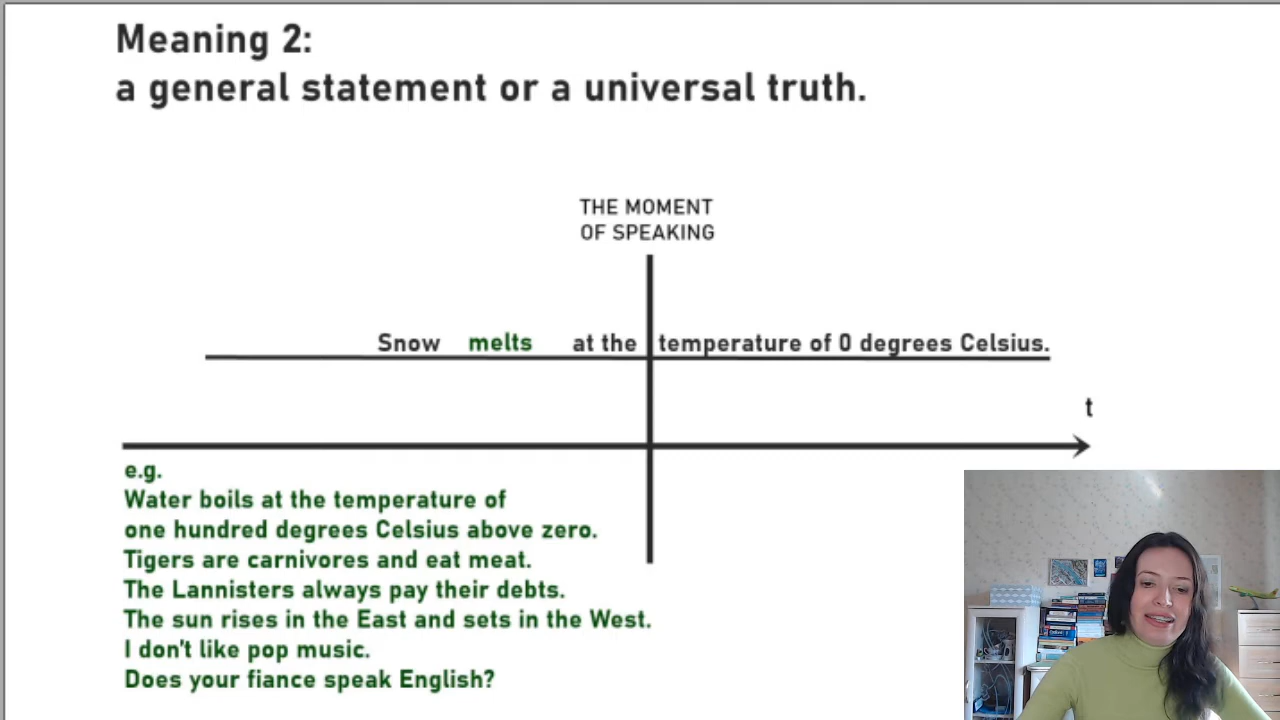 Meaning 2:
a general statement or a universal truth.
THE MOMENT
OF SPEAKING
Snow melts at the temperature of 0 degrees Celsius.
t
e.g.
Water boils at the temperature of
one hundred degrees Celsius above zero.
Tigers are carnivores and eat meat.
The Lannisters always pay their debts.
The sun rises in the East and sets in the West.
I don't like pop music.
Does your fiance speak English?